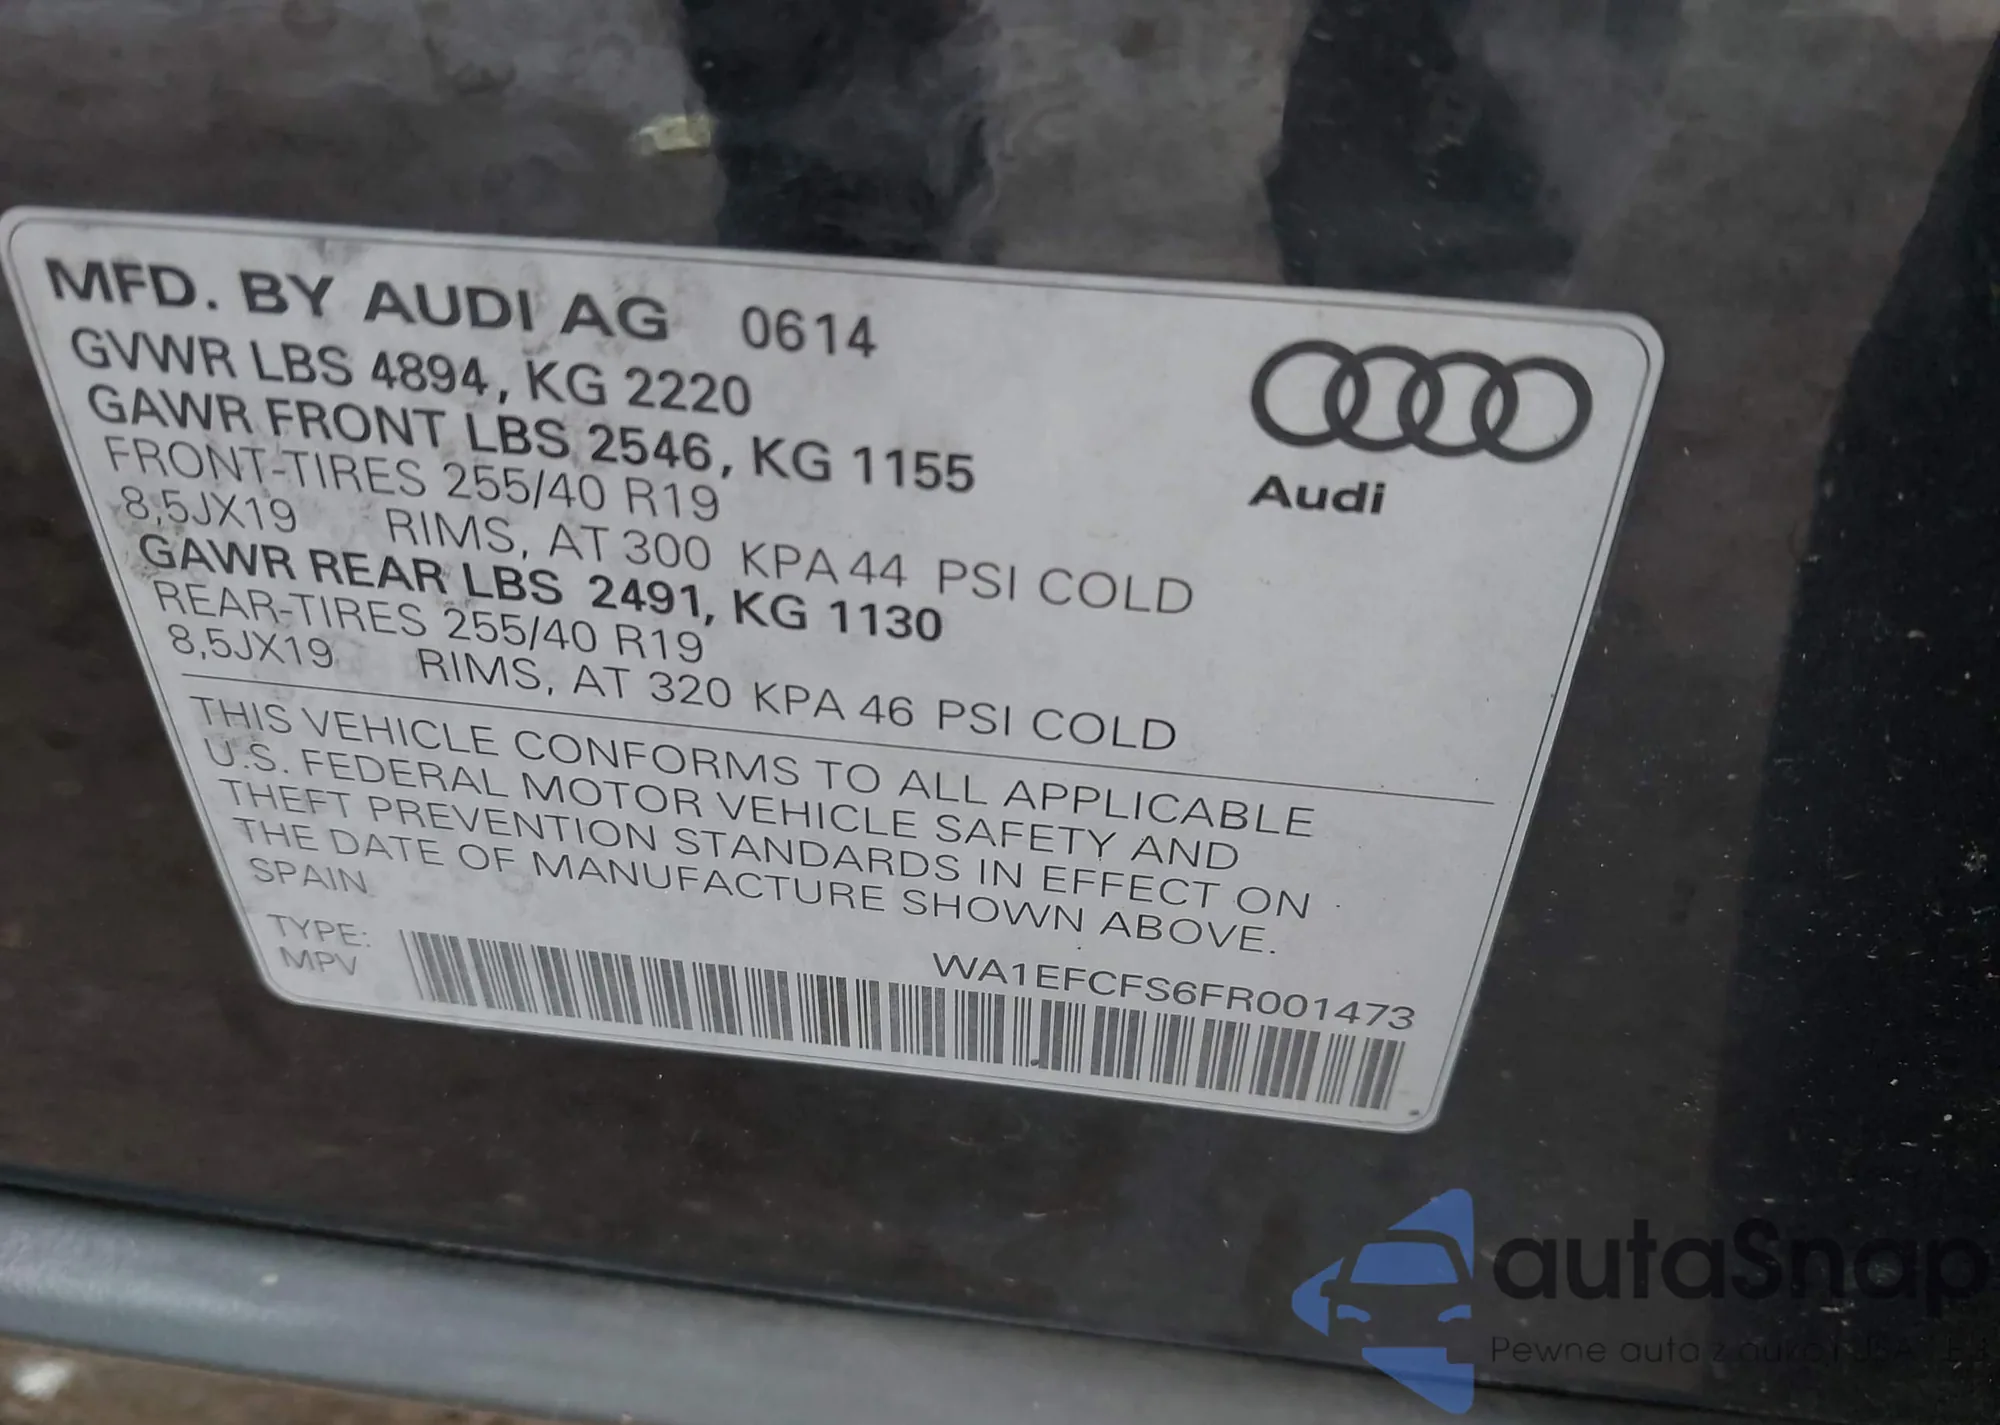 MFD. BY AUDI AG 0614
GVWR LBS 4894, KG 2220
GAWR FRONT LBS 2546, KG 1155
FRONT-TIRES 255/40 R19
8,5JX19 RIMS, AT 300 KPA 44 PSI COLD
GAWR REAR LBS 2491, KG 1130
REAR-TIRES 255/40 R19
8,5JX19 RIMS, AT 320 KPA 46 PSI COLD
Audi
THIS VEHICLE CONFORMS TO ALL APPLICABLE
U.S. FEDERAL MOTOR VEHICLE SAFETY AND
THEFT PREVENTION STANDARDS IN EFFECT ON
THE DATE OF MANUFACTURE SHOWN ABOVE.
SPAIN
TYPE:
MPV
WA1EFCFS6FR001473
autaSnap
Pewne auta z